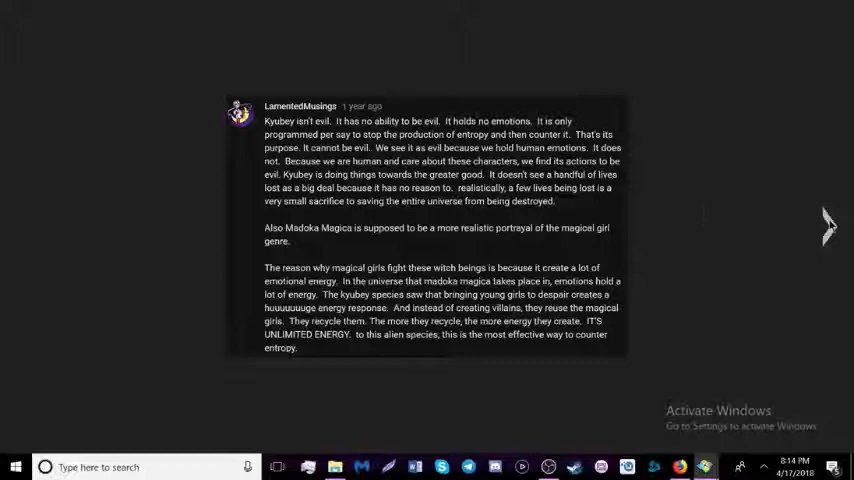 LamentedMusings 1 year ago
Kyubey isn't evil. It has no ability to be evil. It holds no emotions. It is only
programmed per say to stop the production of entropy and then counter it. That's its
purpose. It cannot be evil. We see it as evil because we hold human emotions. It does
not. Because we are human and care about these characters, we find its actions to be
evil. Kyubey is doing things towards the greater good. It doesn't see a handful of lives
lost as a big deal because it has no reason to. realistically, a few lives being lost is a
very small sacrifice to saving the entire universe from being destroyed.
Also Madoka Magica is supposed to be a more realistic portrayal of the magical girl
genre.
The reason why magical girls fight these witch beings is because it create a lot of
emotional energy. In the universe that madoka magica takes place in, emotions hold a
lot of energy. The kyubey species saw that bringing young girls to despair creates a
huuuuuuge energy response. And instead of creating villains, they reuse the magical
girls. They recycle them. The more they recycle, the more energy they create. IT'S
UNLIMITED ENERGY. to this alien species, this is the most effective way to counter
entropy.
Activate Windows
Go to Settings to activate Windows.
Type here to search
8:14 PM
4/17/2018